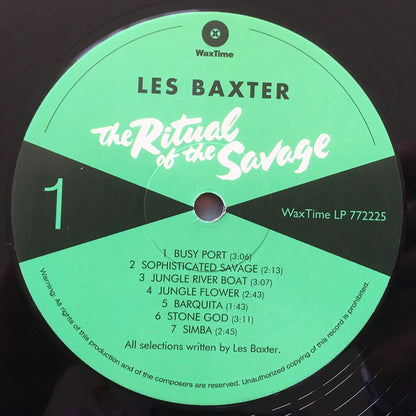 WaxTime
LES BAXTER
the Ritual
of the Savage
1
WaxTime LP 772225
1 BUSY PORT (3:06)
2 SOPHISTICATED SAVAGE (2:13)
3 JUNGLE RIVER BOAT (3:07)
4 JUNGLE FLOWER (2:43)
5 BARQUITA (2:43)
6 STONE GOD (3:11)
7 SIMBA (2:45)
All selections written by Les Baxter.
Warning: All rights of this production and of the composers are reserved. Unauthorized copying of this record is prohibited.